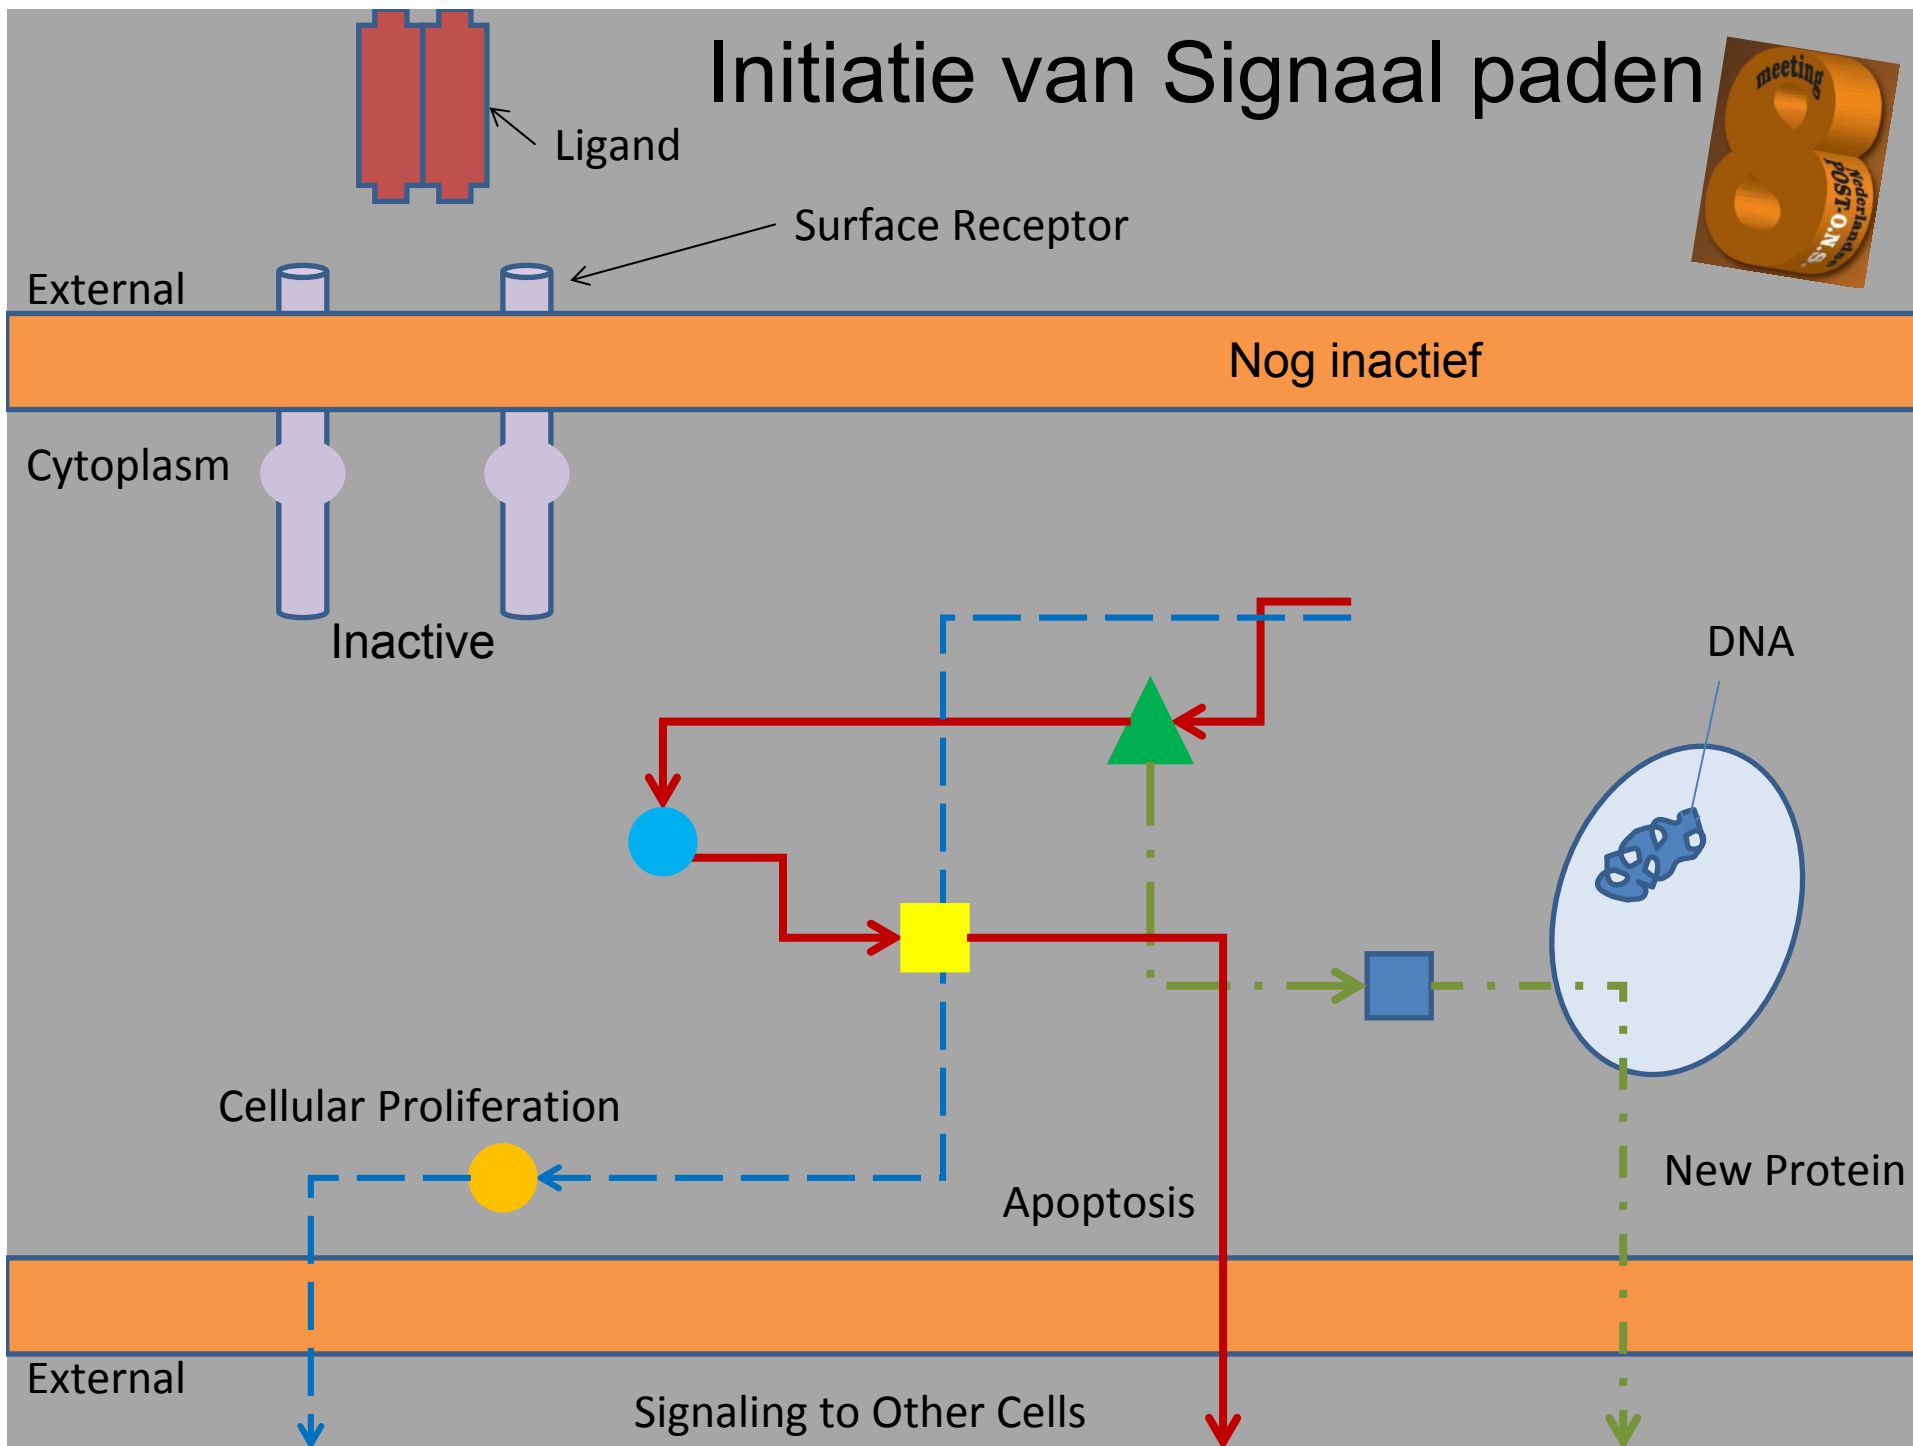 Initiatie van Signaal paden
meeting
Nederlandse
POST-O.N.S.
Ligand
Surface Receptor
External
Nog inactief
Cytoplasm
Inactive
DNA
Cellular Proliferation
New Protein
Apoptosis
External
Signaling to Other Cells